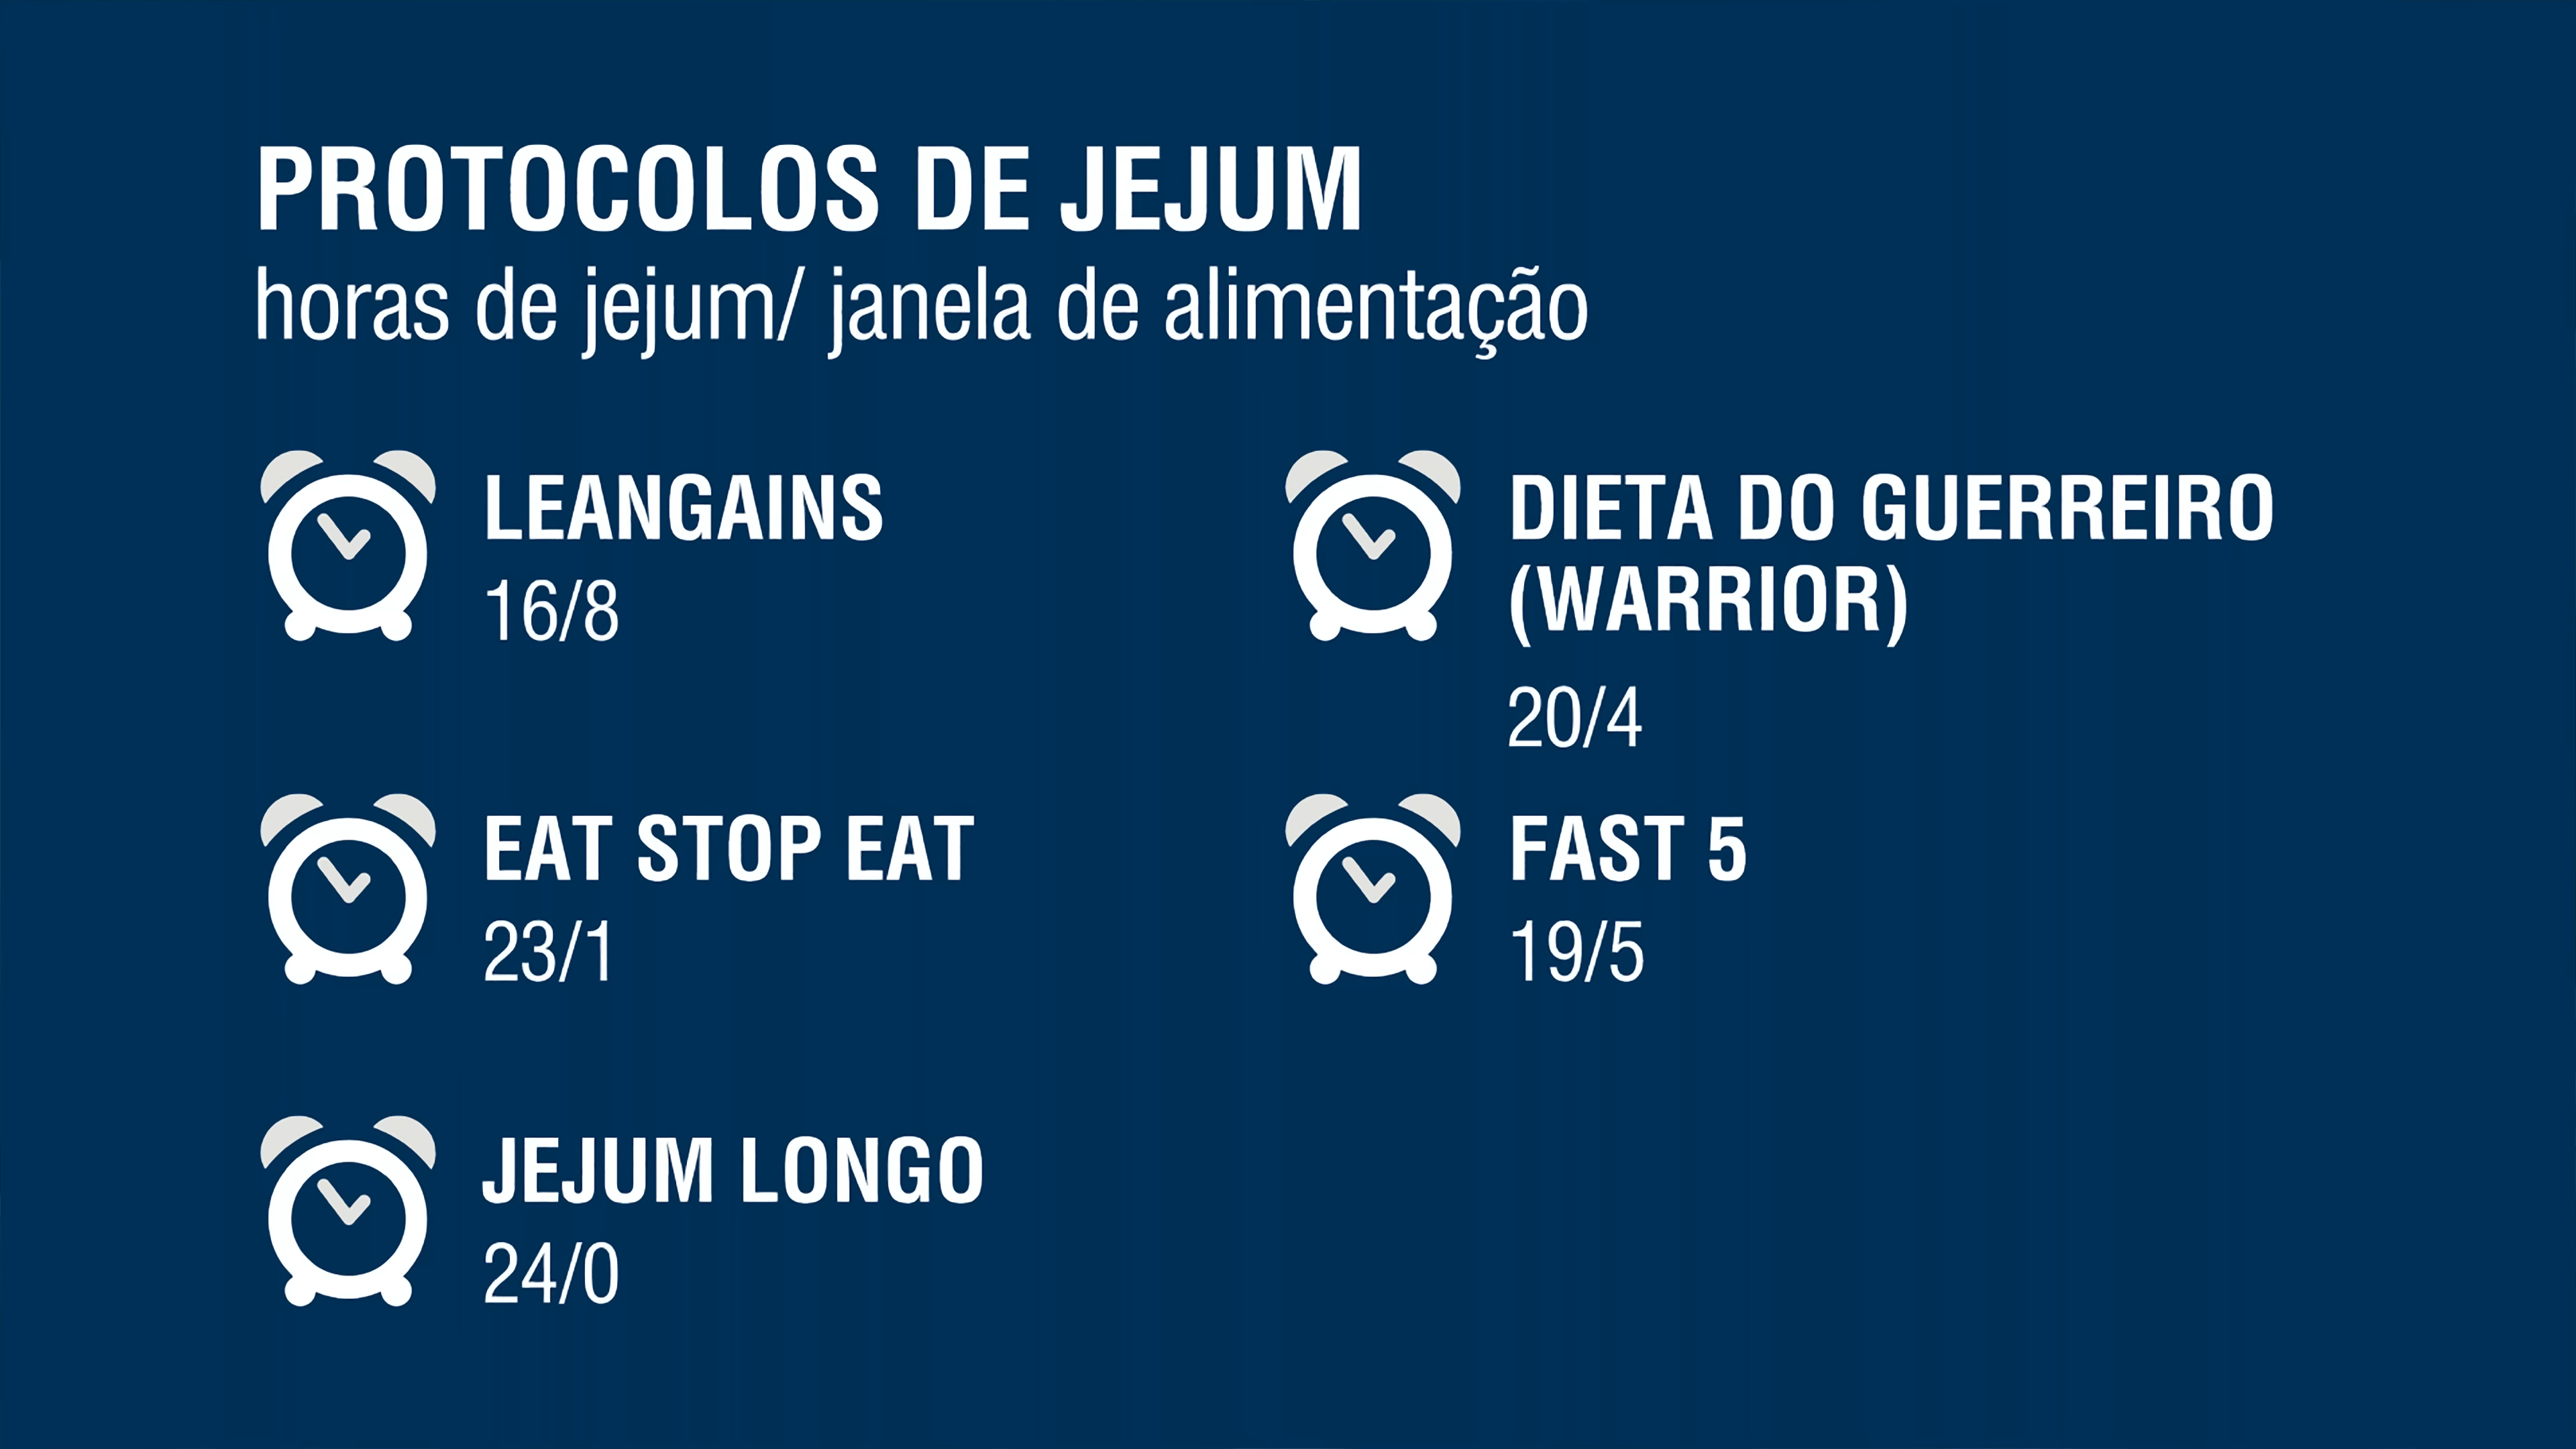 PROTOCOLOS DE JEJUM
horas de jejum/ janela de alimentação
LEANGAINS
16/8
DIETA DO GUERREIRO
(WARRIOR)
20/4
EAT STOP EAT
23/1
FAST 5
19/5
JEJUM LONGO
24/0